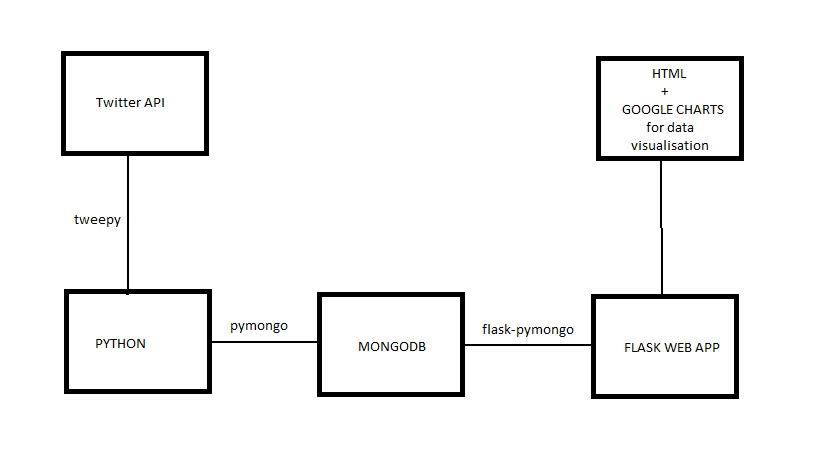 Twitter API
HTML
+
GOOGLE CHARTS
for data
visualisation
tweepy
PYTHON
pymongo
MONGODB
flask-pymongo
FLASK WEB APP